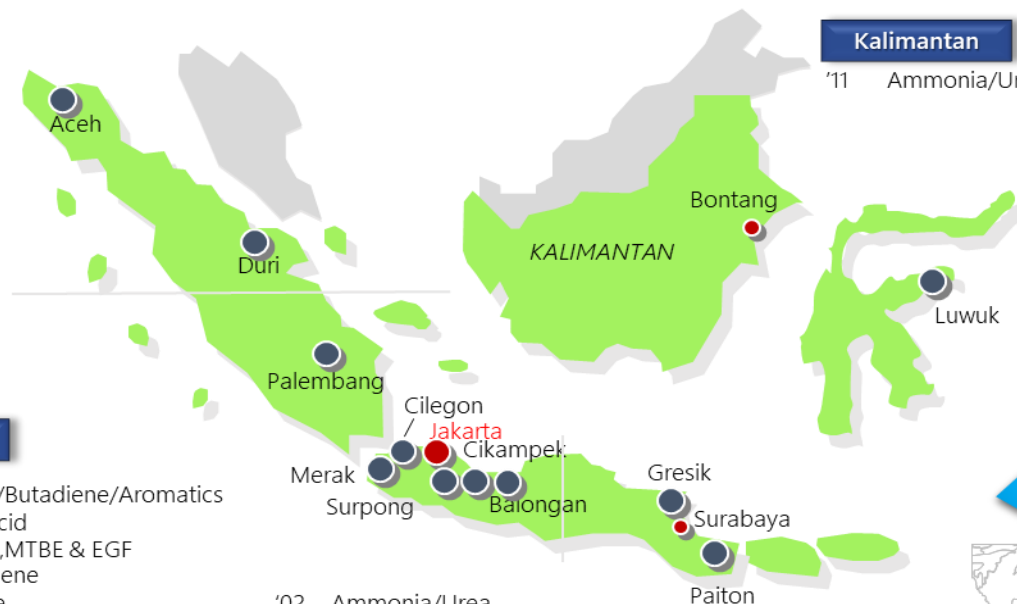 Kalimantan
'11 Ammonia/Ur
Aceh
Bontang
KALIMANTAN
Duri
Luwuk
Palembang
Cilegon
Jakarta
Cikampek
Merak
Gresik
Surpong
Balongan
Surabaya
/Butadiene/Aromatics
cid
,MTBE & EGF
ene
'02 Ammonia/Urea
Paiton